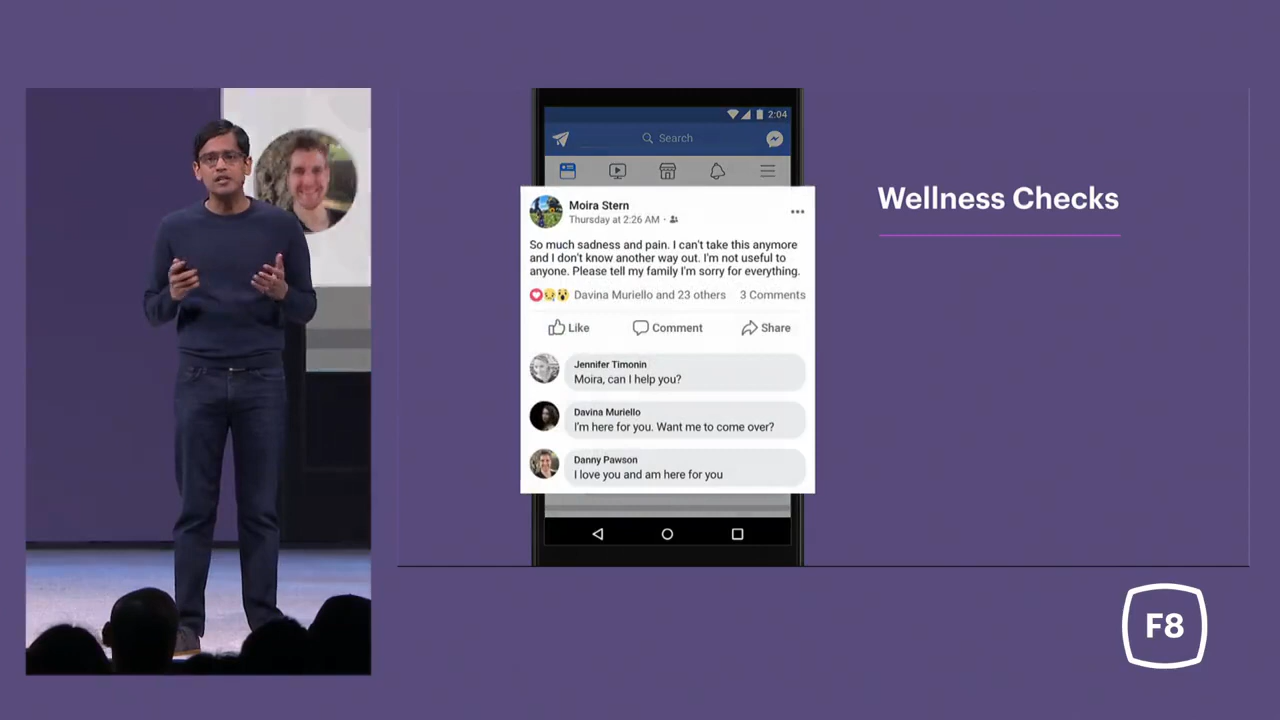 2:04
Search
Wellness Checks
Moira Stern
Thursday at 2:26 AM ·
So much sadness and pain. I can't take this anymore
and I don't know another way out. I'm not useful to
anyone. Please tell my family I'm sorry for everything.
Davina Muriello and 23 others 3 Comments
Like Comment Share
Jennifer Timonin
Moira, can I help you?
Davina Muriello
I'm here for you. Want me to come over?
Danny Pawson
I love you and am here for you
F8